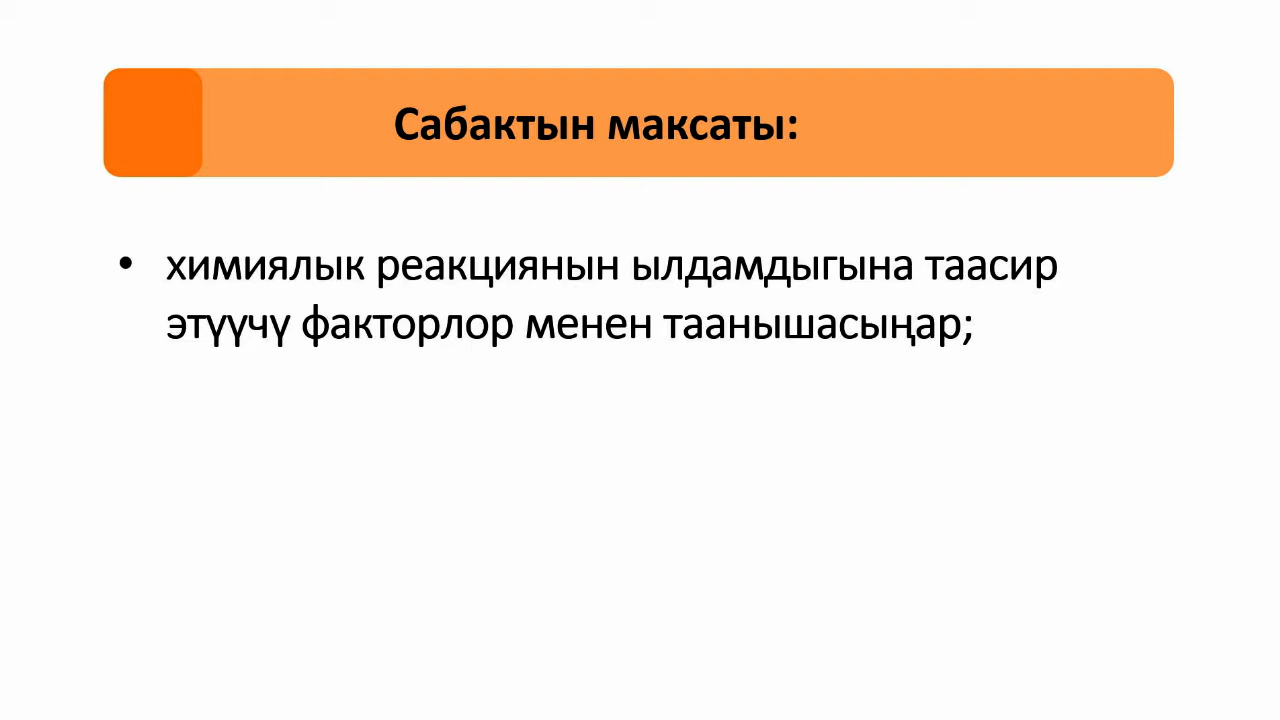 Сабактын максаты:
• химиялык реакциянын ылдамдыгына таасир
этүүчү факторлор менен таанышасыңар;